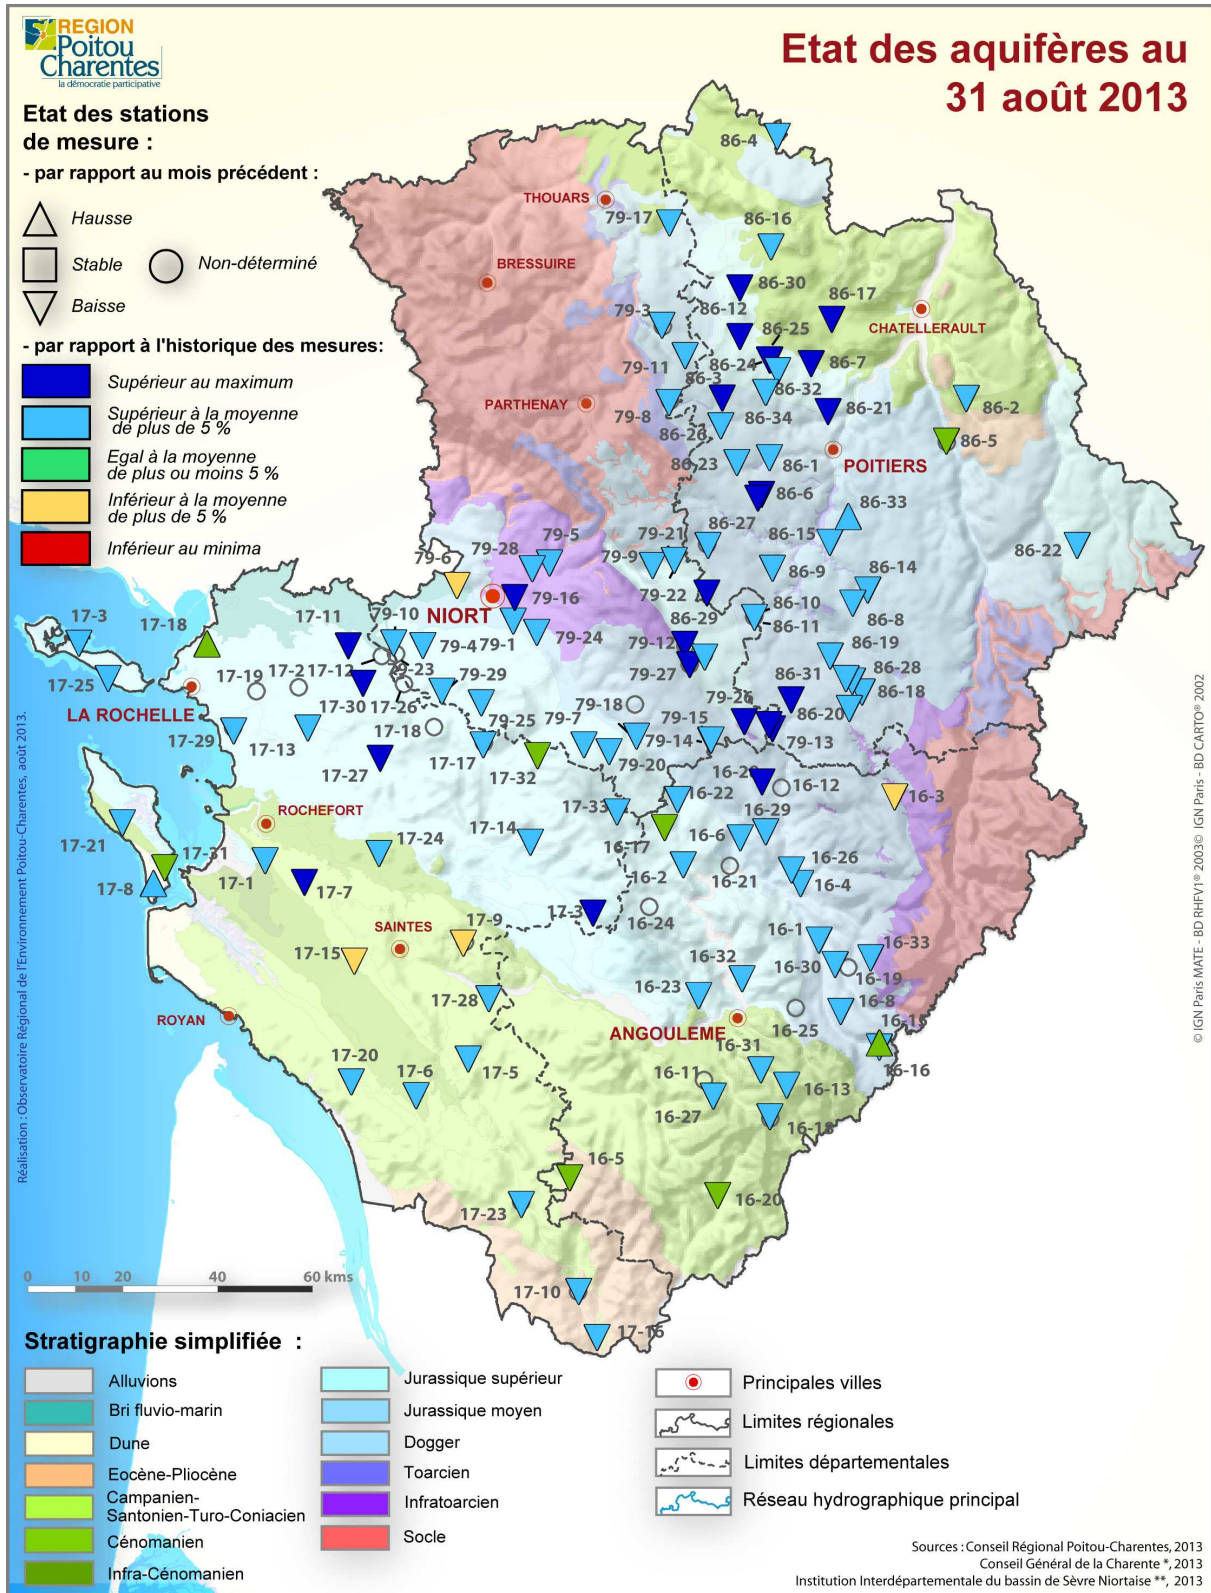 REGION
Poitou
Charentes
la démocratie participative
Etat des aquifères au
31 août 2013
Etat des stations
de mesure :
- par rapport au mois précédent :
Hausse
Stable
Non-déterminé
Baisse
- par rapport à l'historique des mesures:
Supérieur au maximum
Supérieur à la moyenne
de plus de 5 %
Egal à la moyenne
de plus ou moins 5 %
Inférieur à la moyenne
de plus de 5 %
Inférieur au minima
86-4
THOUARS
79-17
86-16
BRESSUIRE
86-30
86-17
79-3
86-12
86-25
CHATELLERAULT
79-11
86-24
86-7
86-3
86-32
PARTHENAY
79-8
86-34
86-21
86-2
86-26
86-5
86-23
86-1
POITIERS
86-6
86-33
79-28
79-5
79-21
86-27
86-15
86-22
79-6
79-9
86-9
86-14
79-16
79-22
86-10
NIORT
86-29
86-11
86-8
17-3
17-18
17-11
79-10
79-4
79-1
79-24
79-12
86-19
17-19
17-2
17-12
79-23
79-29
79-27
86-31
86-28
17-25
86-18
LA ROCHELLE
17-30
17-26
79-18
79-26
86-20
17-29
17-13
17-18
79-25
79-7
79-15
17-27
17-17
17-32
79-20
79-14
79-13
16-28
16-12
16-3
ROCHEFORT
17-33
16-22
16-29
17-21
17-31
17-24
17-14
16-17
16-6
17-1
16-2
16-21
16-26
17-8
17-7
16-4
17-3
16-24
SAINTES
17-9
16-1
16-33
17-15
16-32
16-30
16-19
17-28
16-23
16-8
ROYAN
ANGOULEME
16-25
16-31
16-16
17-20
17-6
17-5
16-11
16-13
16-27
16-18
16-5
16-20
17-23
17-10
17-16
0 20 40 60 kms
Réalisation : Observatoire Régional de l'Environnement Poitou-Charentes, août 2013.
© IGN Paris MATE - BD RHFV1® 2003© IGN Paris - BD CARTO® 2002
Stratigraphie simplifiée :
Alluvions
Bri fluvio-marin
Dune
Eocène-Pliocène
Campanien-
Santonien-Turo-Coniacien
Cénomanien
Infra-Cénomanien
Jurassique supérieur
Jurassique moyen
Dogger
Toarcien
Infratoarcien
Socle
Principales villes
Limites régionales
Limites départementales
Réseau hydrographique principal
Sources : Conseil Régional Poitou-Charentes, 2013
Conseil Général de la Charente *, 2013
Institution Interdépartementale du bassin de Sèvre Niortaise **, 2013